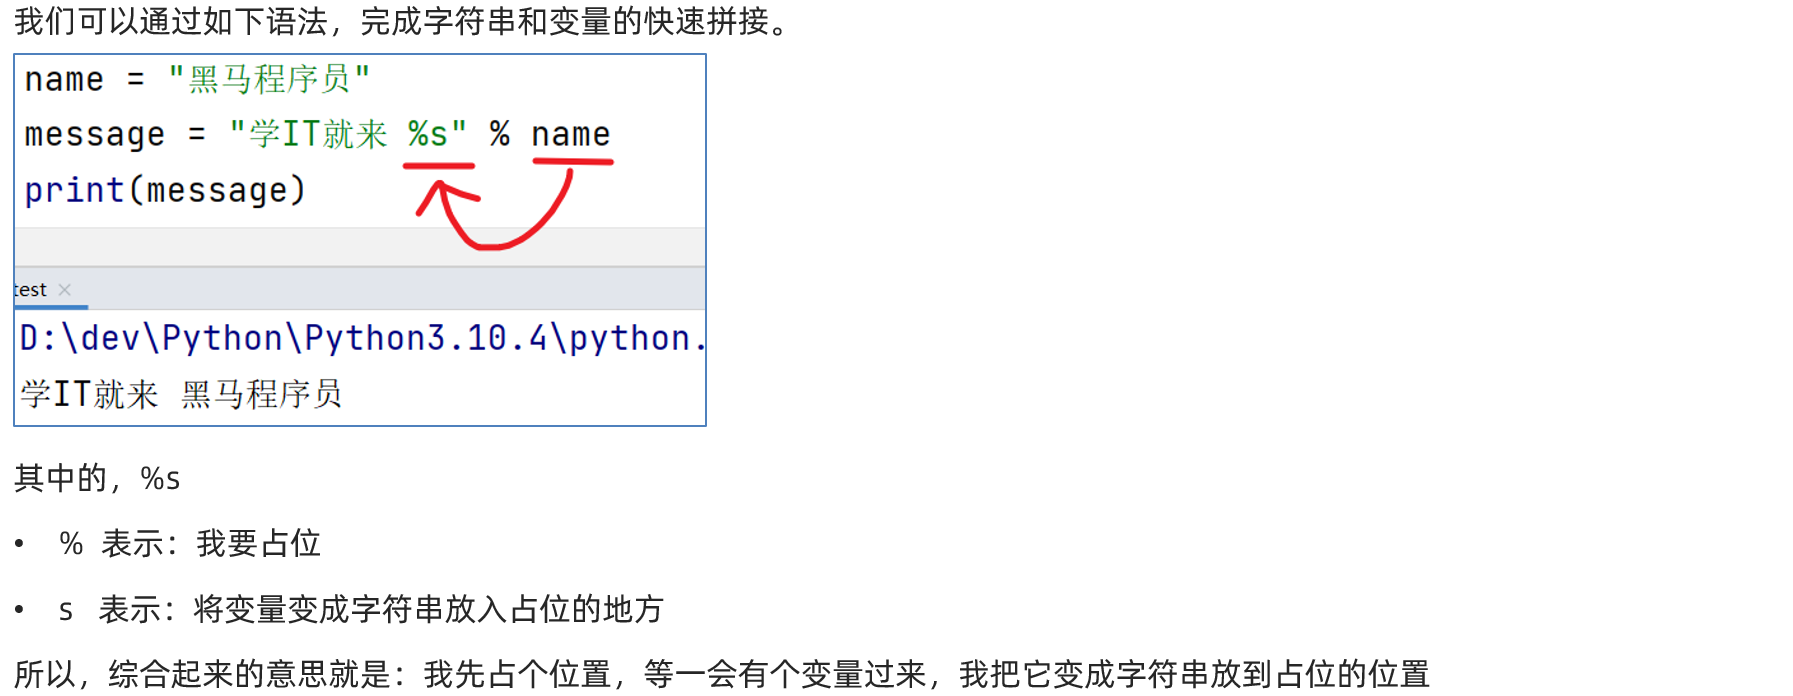 我们可以通过如下语法，完成字符串和变量的快速拼接。
name = "黑马程序员"
message = "学IT就来 %s" % name
print(message)
test ×
D:\dev\Python\Python3.10.4\python.
学IT就来 黑马程序员
其中的，%s
• % 表示：我要占位
• s 表示：将变量变成字符串放入占位的地方
所以，综合起来的意思就是：我先占个位置，等一会有个变量过来，我把它变成字符串放到占位的位置